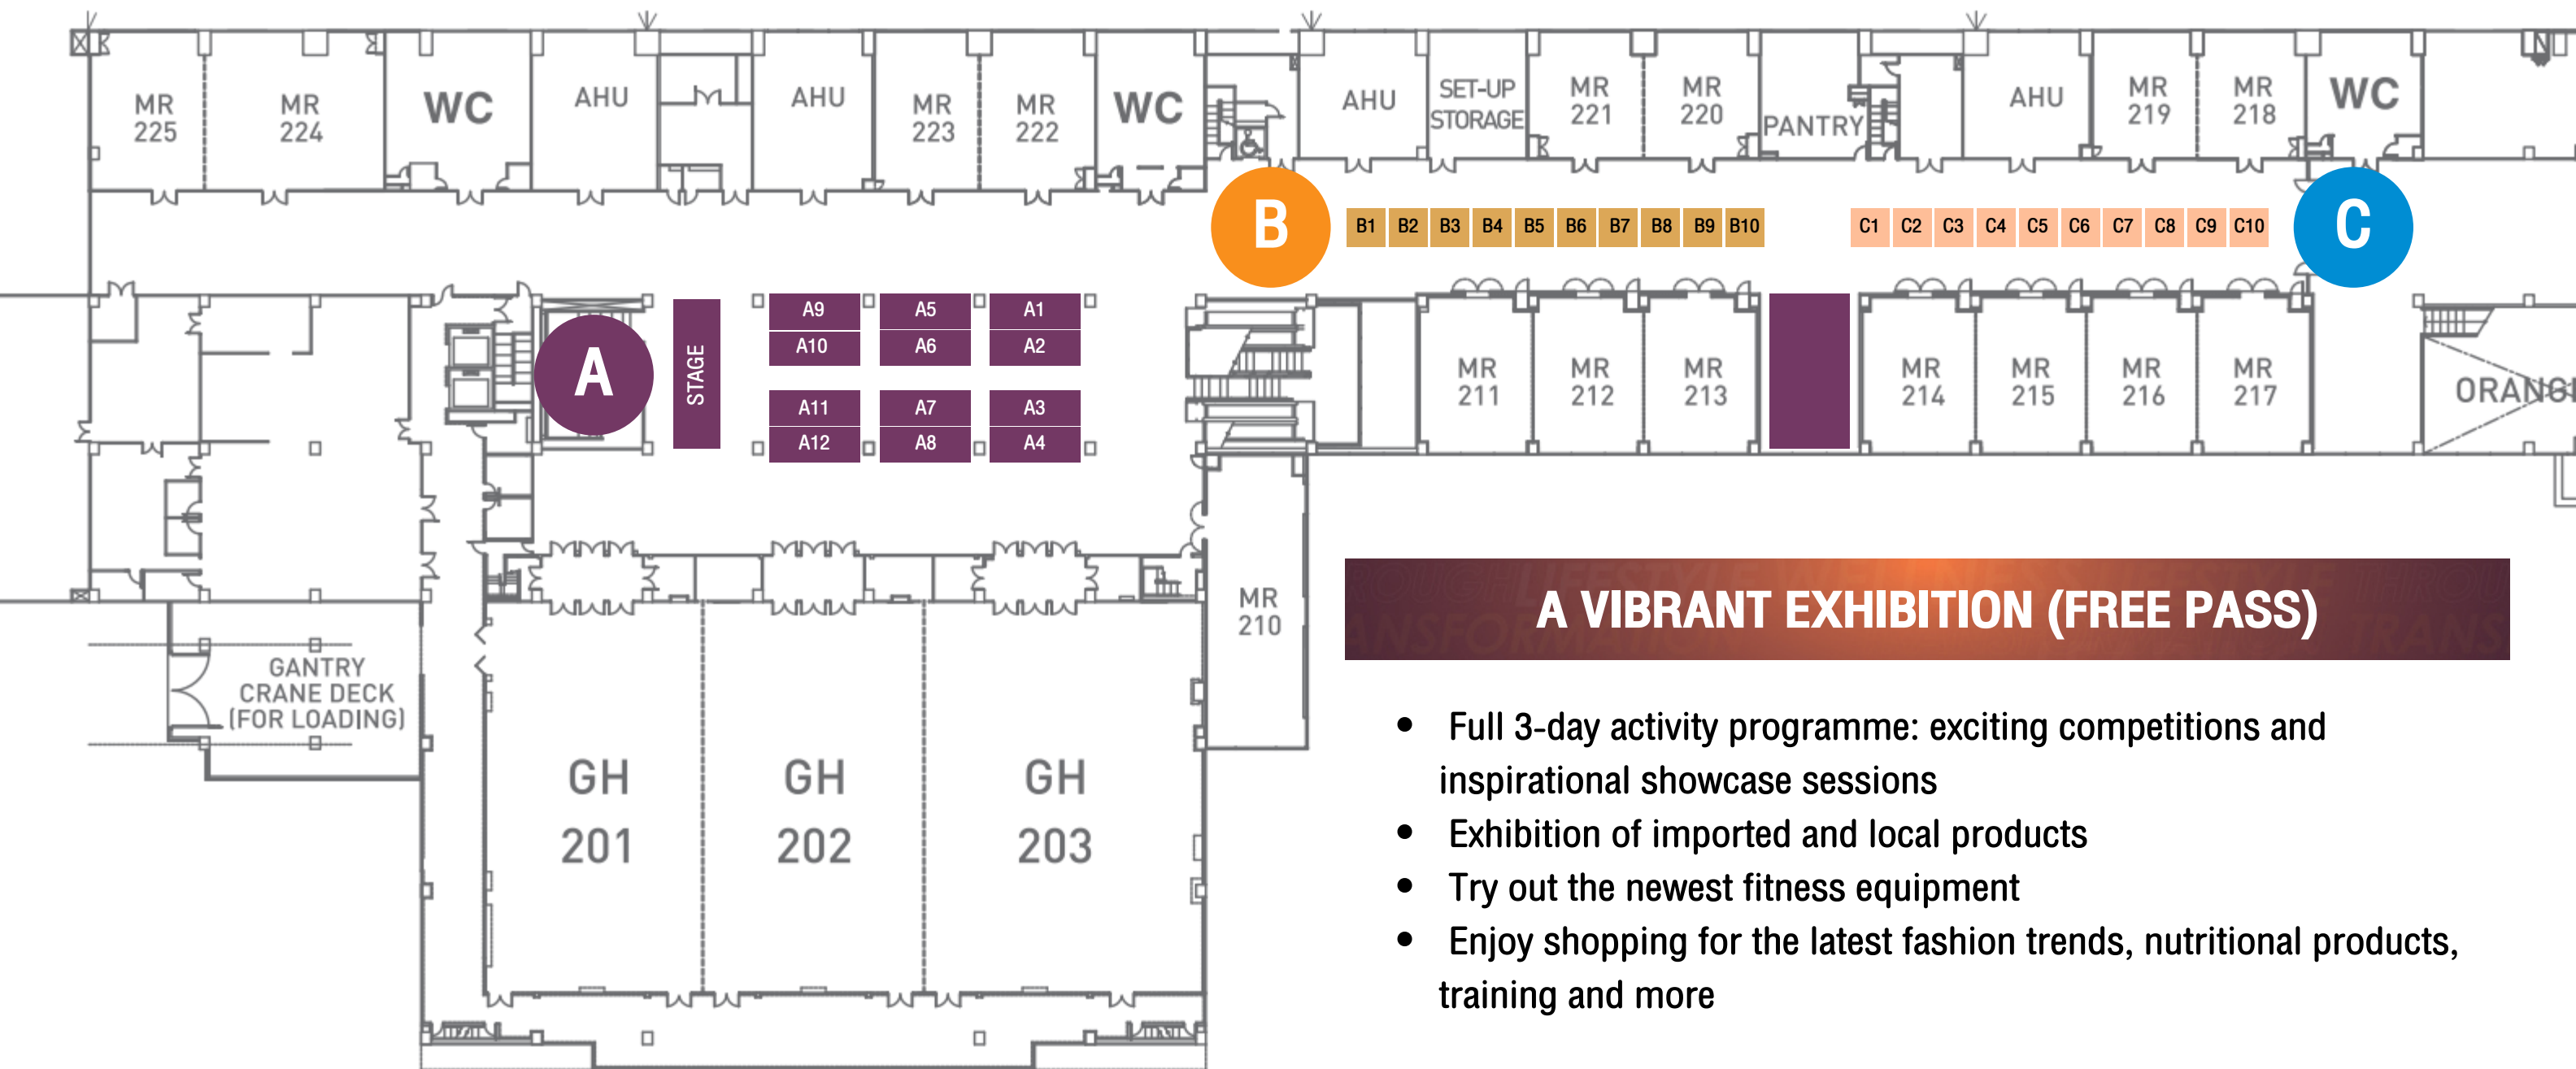 MR
225
MR
224
WC
AHU
AHU
MR
223
MR
222
WC
AHU
SET-UP
STORAGE
MR
221
MR
220
PANTRY
AHU
MR
219
MR
218
WC
B
B1 B2 B3 B4 B5 B6 B7 B8 B9 B10
C1 C2 C3 C4 C5 C6 C7 C8 C9 C10
C
A
STAGE
A9 A5 A1
A10 A6 A2
A11 A7 A3
A12 A8 A4
MR
211
MR
212
MR
213
MR
214
MR
215
MR
216
MR
217
MR
210
GANTRY
CRANE DECK
(FOR LOADING)
GH
201
GH
202
GH
203
A VIBRANT EXHIBITION (FREE PASS)
• Full 3-day activity programme: exciting competitions and
inspirational showcase sessions
• Exhibition of imported and local products
• Try out the newest fitness equipment
• Enjoy shopping for the latest fashion trends, nutritional products,
training and more